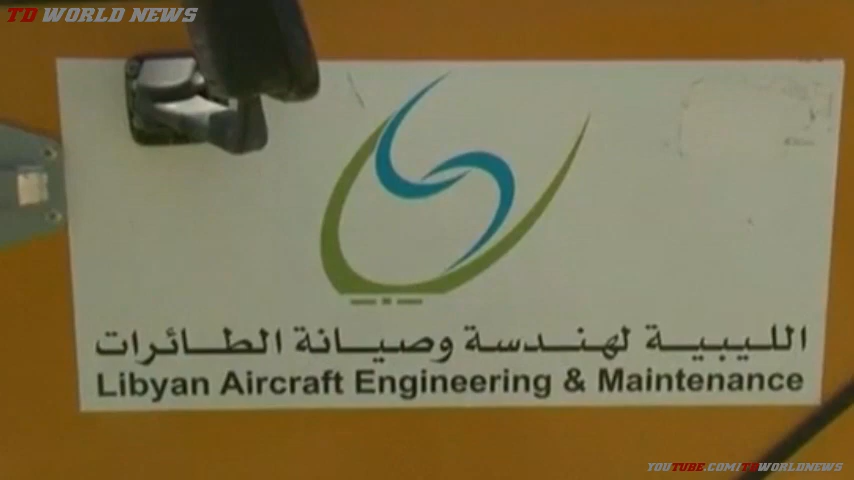 TD WORLD NEWS
الليبية لهندسة وصيانة الطائرات
Libyan Aircraft Engineering & Maintenance
YOUTUBE.COM/TDWORLDNEWS